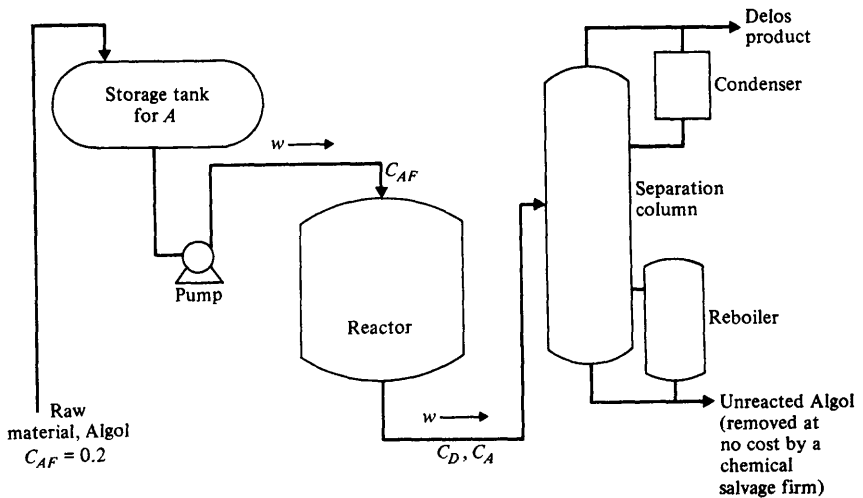 Delos
product
Storage tank
for A
Condenser
w
C_AF
Separation
column
Pump
Reactor
Reboiler
Raw
material, Algol
C_AF = 0.2
w
C_D, C_A
Unreacted Algol
(removed at
no cost by a
chemical
salvage firm)